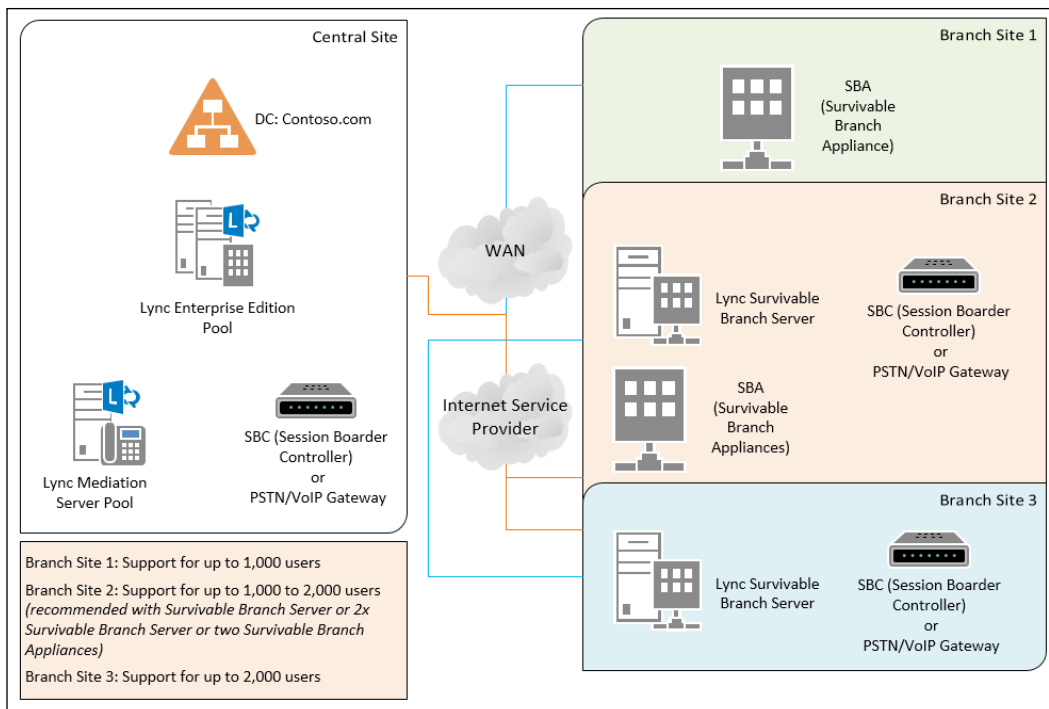 Central Site
DC: Contoso.com
Lync Enterprise Edition
Pool
Lync Mediation
Server Pool
SBC (Session Boarder
Controller)
or
PSTN/VoIP Gateway
Branch Site 1: Support for up to 1,000 users
Branch Site 2: Support for up to 1,000 to 2,000 users
(recommended with Survivable Branch Server or 2x
Survivable Branch Server or two Survivable Branch
Appliances)
Branch Site 3: Support for up to 2,000 users
WAN
Internet Service
Provider
Branch Site 1
SBA
(Survivable
Branch
Appliance)
Branch Site 2
Lync Survivable
Branch Server
SBC (Session Boarder
Controller)
or
PSTN/VoIP Gateway
SBA
(Survivable
Branch
Appliances)
Branch Site 3
Lync Survivable
Branch Server
SBC (Session Boarder
Controller)
or
PSTN/VoIP Gateway